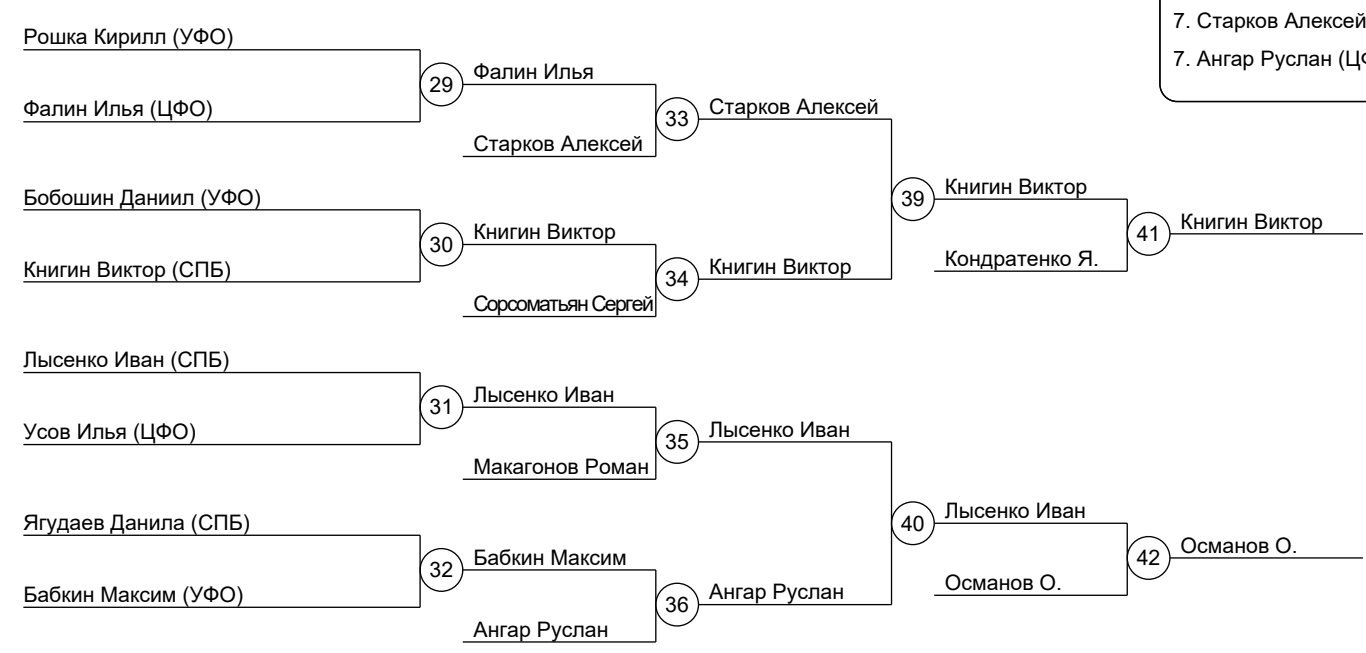 7. Старков Алексей
Рошка Кирилл (УФО)
7. Ангар Руслан
29
Фалин Илья
Фалин Илья (ЦФО)
33
Старков Алексей
Старков Алексей
Бобошин Даниил (УФО)
39
Книгин Виктор
30
Книгин Виктор
41
Книгин Виктор
Книгин Виктор (СПБ)
34
Книгин Виктор
Кондратенко Я.
Сорсоматьян Сергей
Лысенко Иван (СПБ)
31
Лысенко Иван
Усов Илья (ЦФО)
35
Лысенко Иван
Макагонов Роман
Ягудаев Данила (СПБ)
40
Лысенко Иван
32
Бабкин Максим
42
Османов О.
Бабкин Максим (УФО)
36
Ангар Руслан
Османов О.
Ангар Руслан